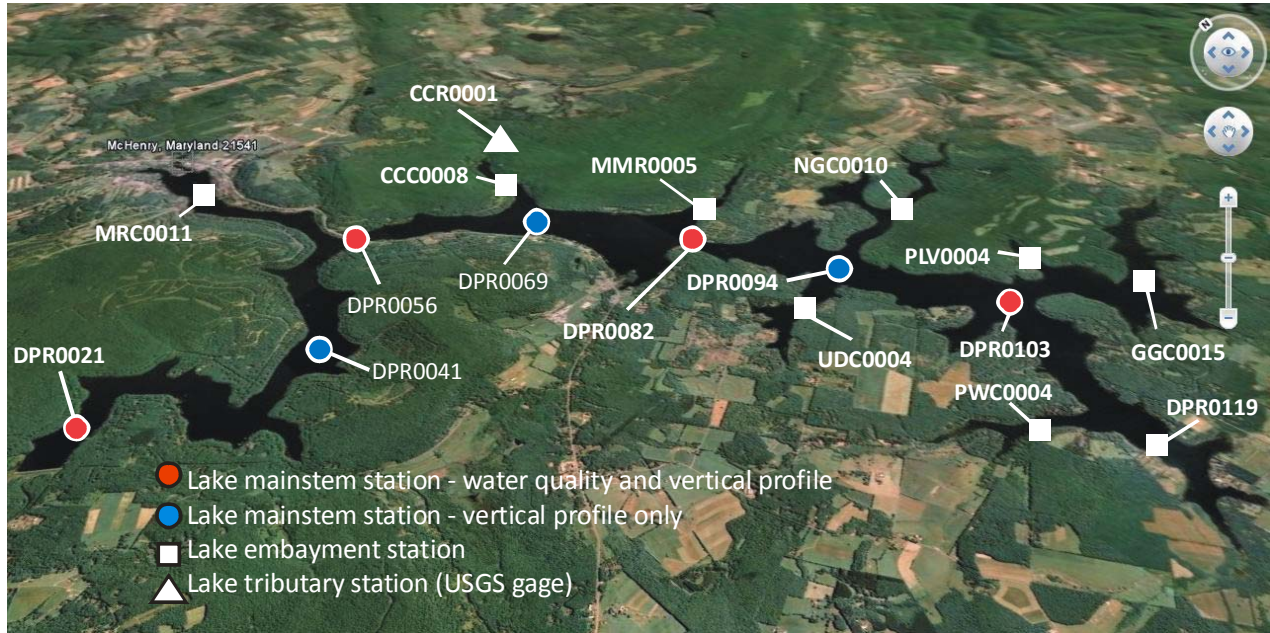 CCR0001
McHenry, Maryland 21541
CCC0008
MMR0005
NGC0010
MRC0011
PLV0004
DPR0069
DPR0094
DPR0056
DPR0082
UDC0004
DPR0103
GGC0015
DPR0021
DPR0041
PWC0004
DPR0119
Lake mainstem station - water quality and vertical profile
Lake mainstem station - vertical profile only
Lake embayment station
Lake tributary station (USGS gage)
N